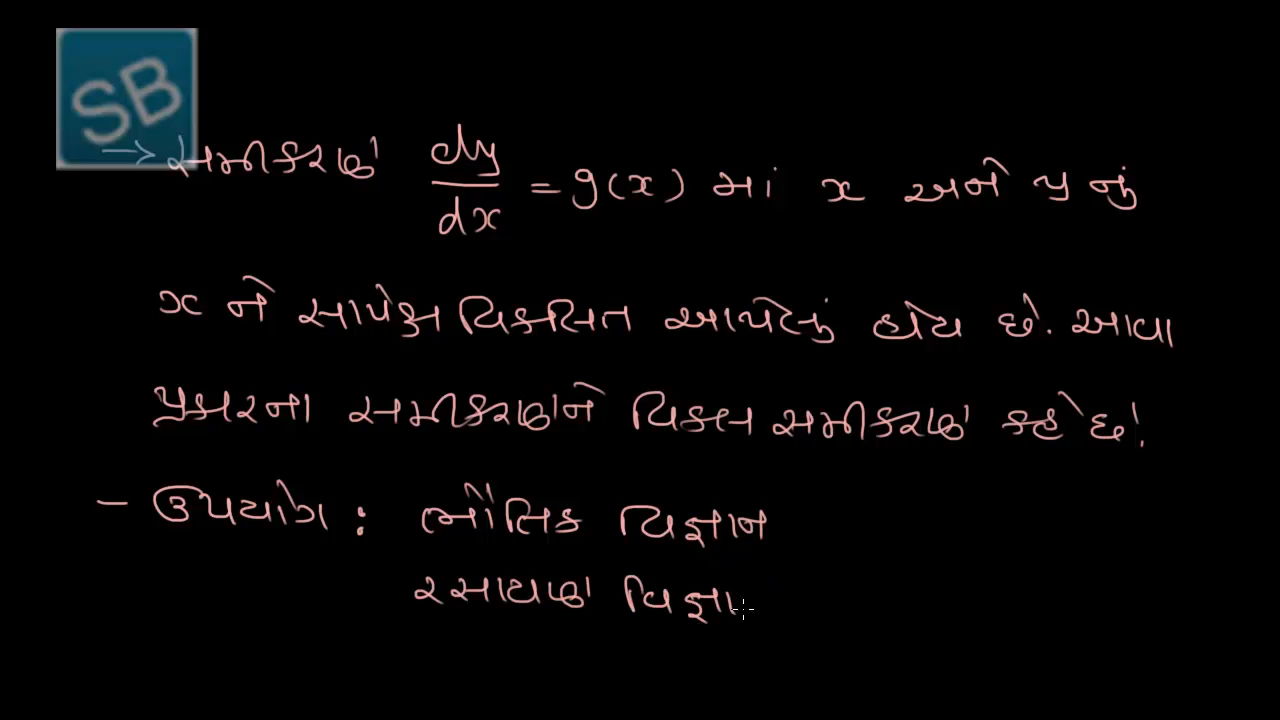 SB
→ સમીકરણ dy/dx = g(x) માં x અને y નું
x ને સાપેક્ષ વિકલિત આપેલું હોય છે. આવા
પ્રકારના સમીકરણને વિકલ સમીકરણ કહે છે.
- ઉપયોગ : ભૌતિક વિજ્ઞાન
રસાયણ વિજ્ઞા